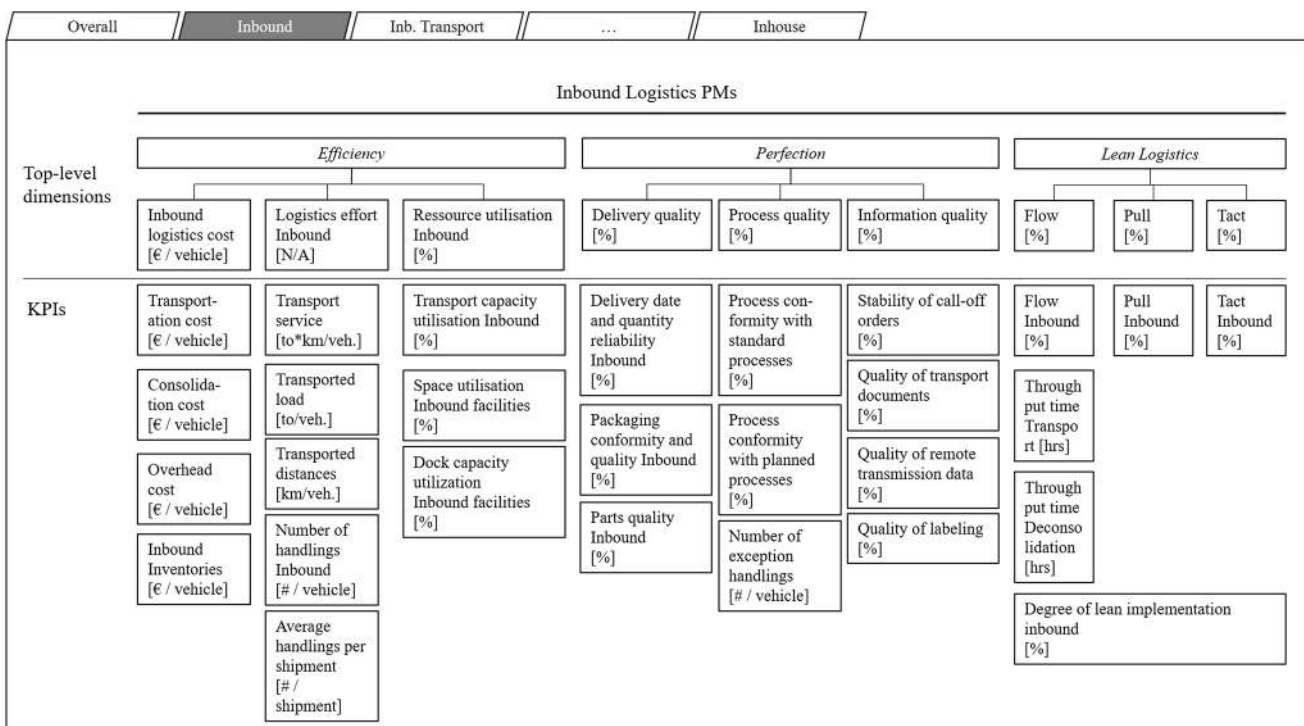 Overall
Inbound
Inb. Transport
…
Inhouse
Inbound Logistics PMs
Top-level
dimensions
Efficiency
Perfection
Lean Logistics
Inbound
logistics cost
[€ / vehicle]
Logistics effort
Inbound
[N/A]
Ressource utilisation
Inbound
[%]
Delivery quality
[%]
Process quality
[%]
Information quality
[%]
Flow
[%]
Pull
[%]
Tact
[%]
KPIs
Transport-
ation cost
[€ / vehicle]
Consolida-
tion cost
[€ / vehicle]
Overhead
cost
[€ / vehicle]
Inbound
Inventories
[€ / vehicle]
Transport
service
[to*km/veh.]
Transported
load
[to/veh.]
Transported
distances
[km/veh.]
Number of
handlings
Inbound
[# / vehicle]
Average
handlings per
shipment
[# /
shipment]
Transport capacity
utilisation Inbound
[%]
Space utilisation
Inbound facilities
[%]
Dock capacity
utilization
Inbound facilities
[%]
Delivery date
and quantity
reliability
Inbound
[%]
Packaging
conformity and
quality Inbound
[%]
Parts quality
Inbound
[%]
Process con-
formity with
standard
processes
[%]
Process
conformity
with planned
processes
[%]
Number of
exception
handlings
[# / vehicle]
Stability of call-off
orders
[%]
Quality of transport
documents
[%]
Quality of remote
transmission data
[%]
Quality of labeling
[%]
Flow
Inbound
[%]
Through
put time
Transpo
rt [hrs]
Through
put time
Deconso
lidation
[hrs]
Pull
Inbound
[%]
Tact
Inbound
[%]
Degree of lean implementation
inbound
[%]